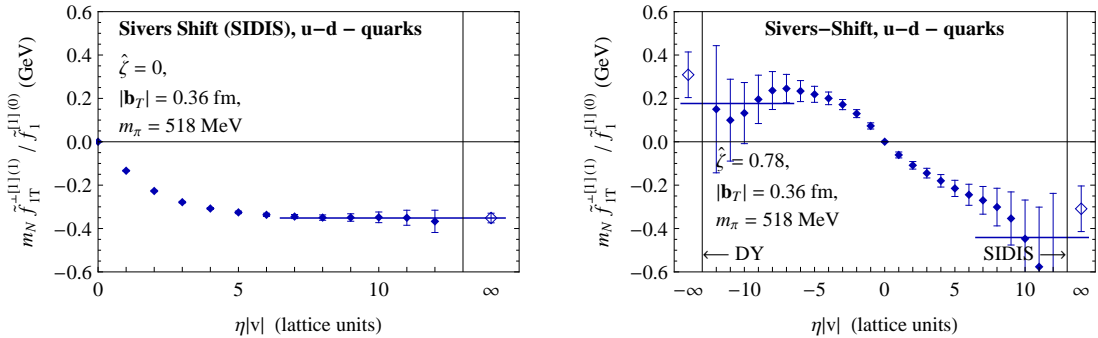 Sivers Shift (SIDIS), u−d − quarks
ζ̂ = 0,
|b_T| = 0.36 fm,
m_π = 518 MeV
m_N f̃_{1T}^{⊥[1](1)} / f̃_1^{[1](0)} (GeV)
0.6
0.4
0.2
0.0
−0.2
−0.4
−0.6
0 5 10 ∞
η|v| (lattice units)
Sivers−Shift, u−d − quarks
ζ̂ = 0.78,
|b_T| = 0.36 fm,
m_π = 518 MeV
← DY
SIDIS →
m_N f̃_{1T}^{⊥[1](1)} / f̃_1^{[1](0)} (GeV)
0.6
0.4
0.2
0.0
−0.2
−0.4
−0.6
−∞ −10 −5 0 5 10 ∞
η|v| (lattice units)